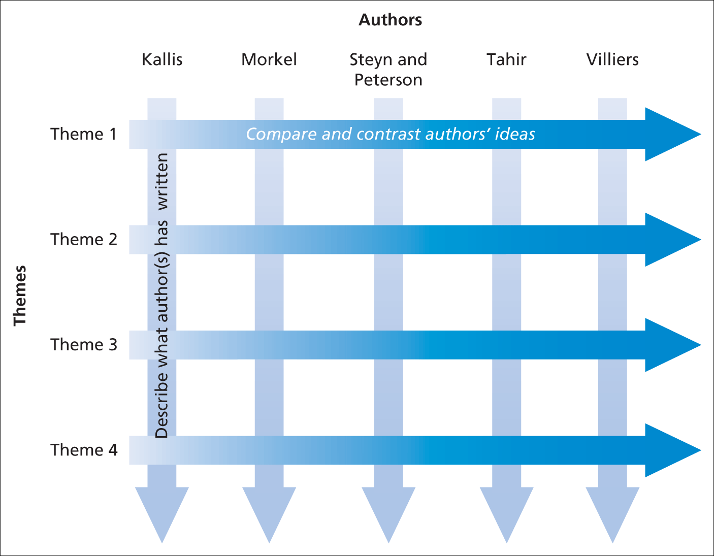 Authors
Kallis
Morkel
Steyn and
Peterson
Tahir
Villiers
Theme 1
Compare and contrast authors' ideas
Describe what author(s) has written
Theme 2
Themes
Theme 3
Theme 4